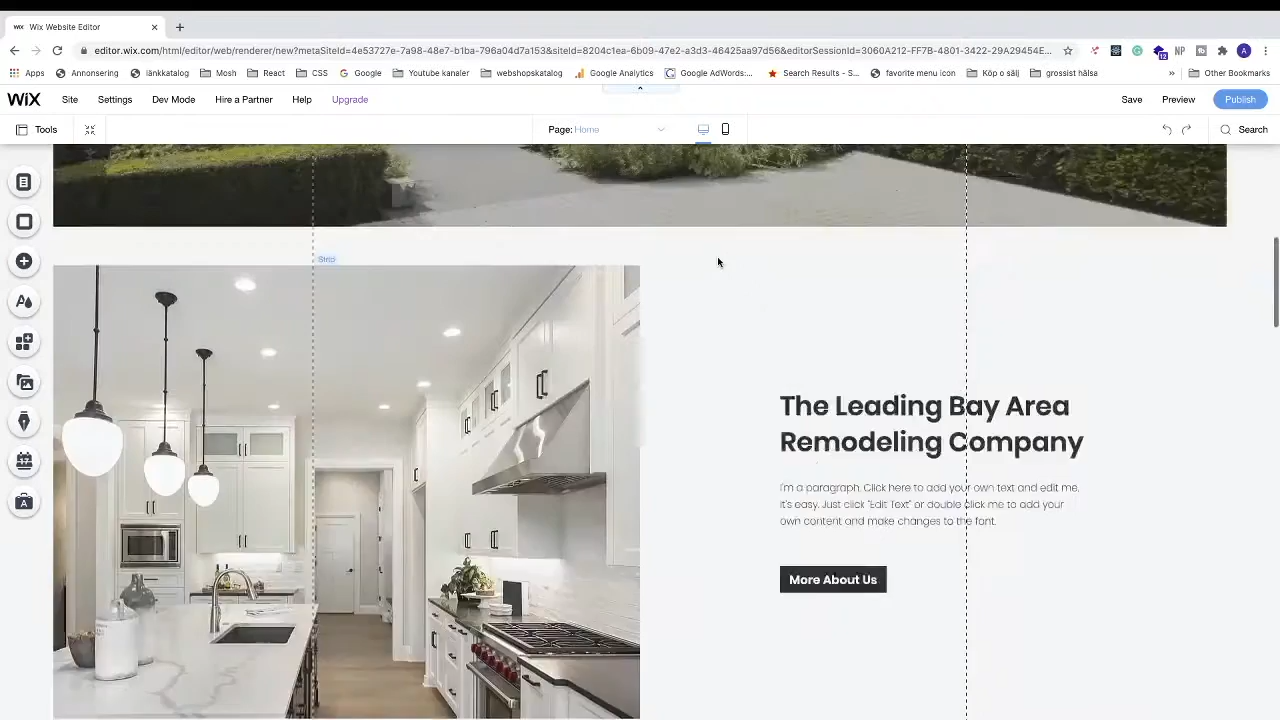 Wix Website Editor
editor.wix.com/html/editor/web/renderer/new?metaSiteId=4e53727e-7a98-48e7-b1ba-796a04d7a153&siteId=8204c1ea-6b09-47e2-a3d3-46425aa97d56&editorSessionId=3060A212-FF7B-4801-3422-29A29454E...
NP
12
A
Apps
Annonsering
länkkatalog
Mosh
React
CSS
Google
Youtube kanaler
webshopskatalog
Google Analytics
Google AdWords:...
Search Results - S...
favorite menu icon
Köp o sälj
grossist hälsa
»
Other Bookmarks
WiX
Site
Settings
Dev Mode
Hire a Partner
Help
Upgrade
Save
Preview
Publish
Tools
Page: Home
Search
Strip
The Leading Bay Area
Remodeling Company
I'm a paragraph. Click here to add your own text and edit me.
It's easy. Just click "Edit Text" or double click me to add your
own content and make changes to the font.
More About Us